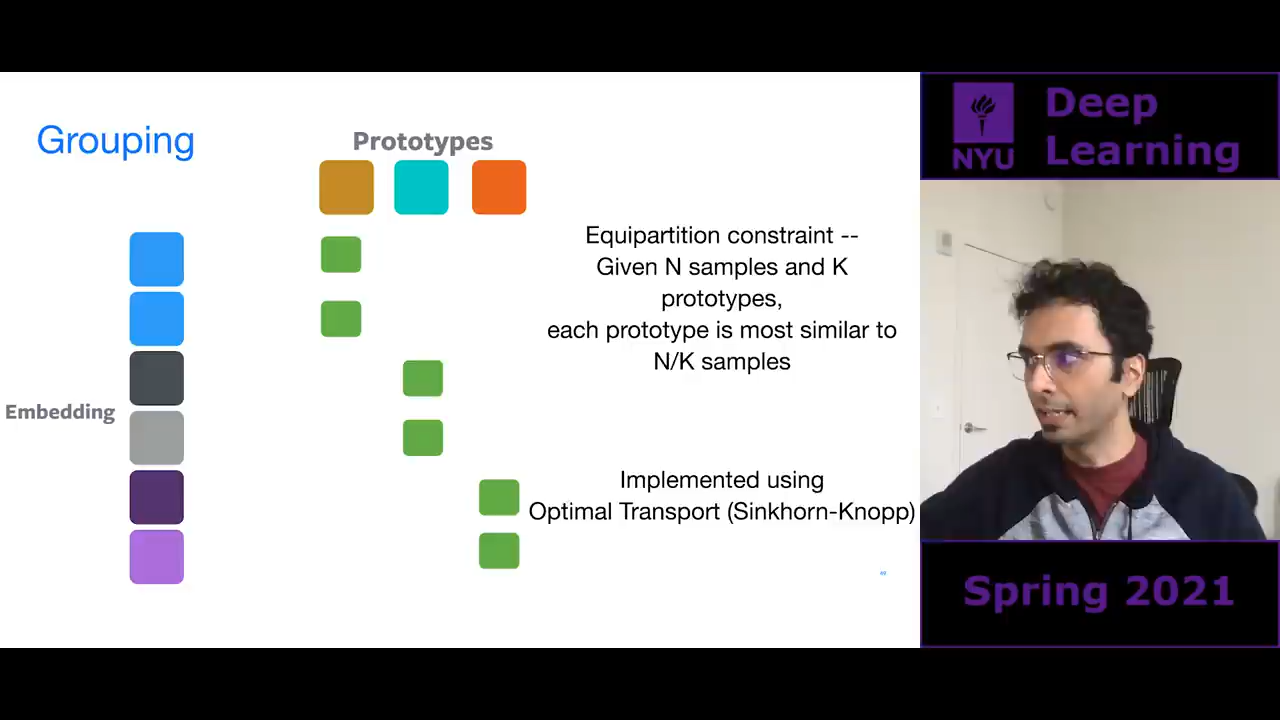 Grouping
Prototypes
Embedding
Equipartition constraint --
Given N samples and K
prototypes,
each prototype is most similar to
N/K samples
Implemented using
Optimal Transport (Sinkhorn-Knopp)
NYU
Deep
Learning
Spring 2021